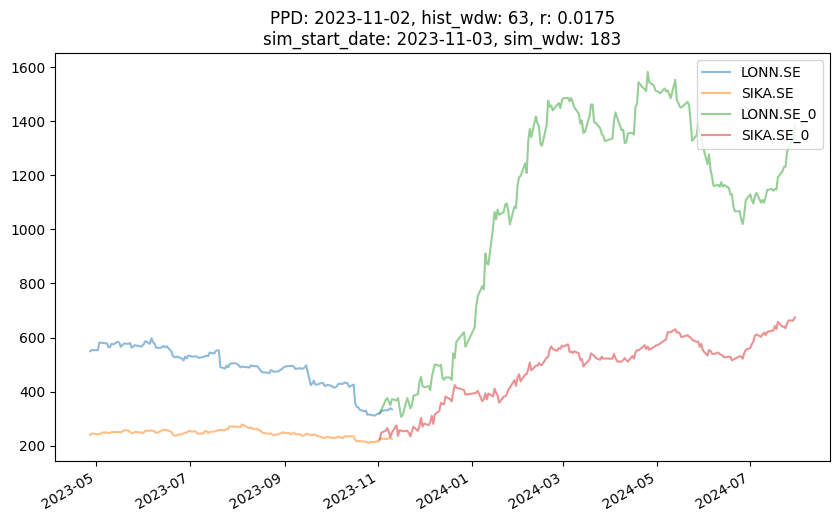 PPD: 2023-11-02, hist_wdw: 63, r: 0.0175
sim_start_date: 2023-11-03, sim_wdw: 183
1600
1400
1200
1000
800
600
400
200
LONN.SE
SIKA.SE
LONN.SE_0
SIKA.SE_0
2023-05
2023-07
2023-09
2023-11
2024-01
2024-03
2024-05
2024-07